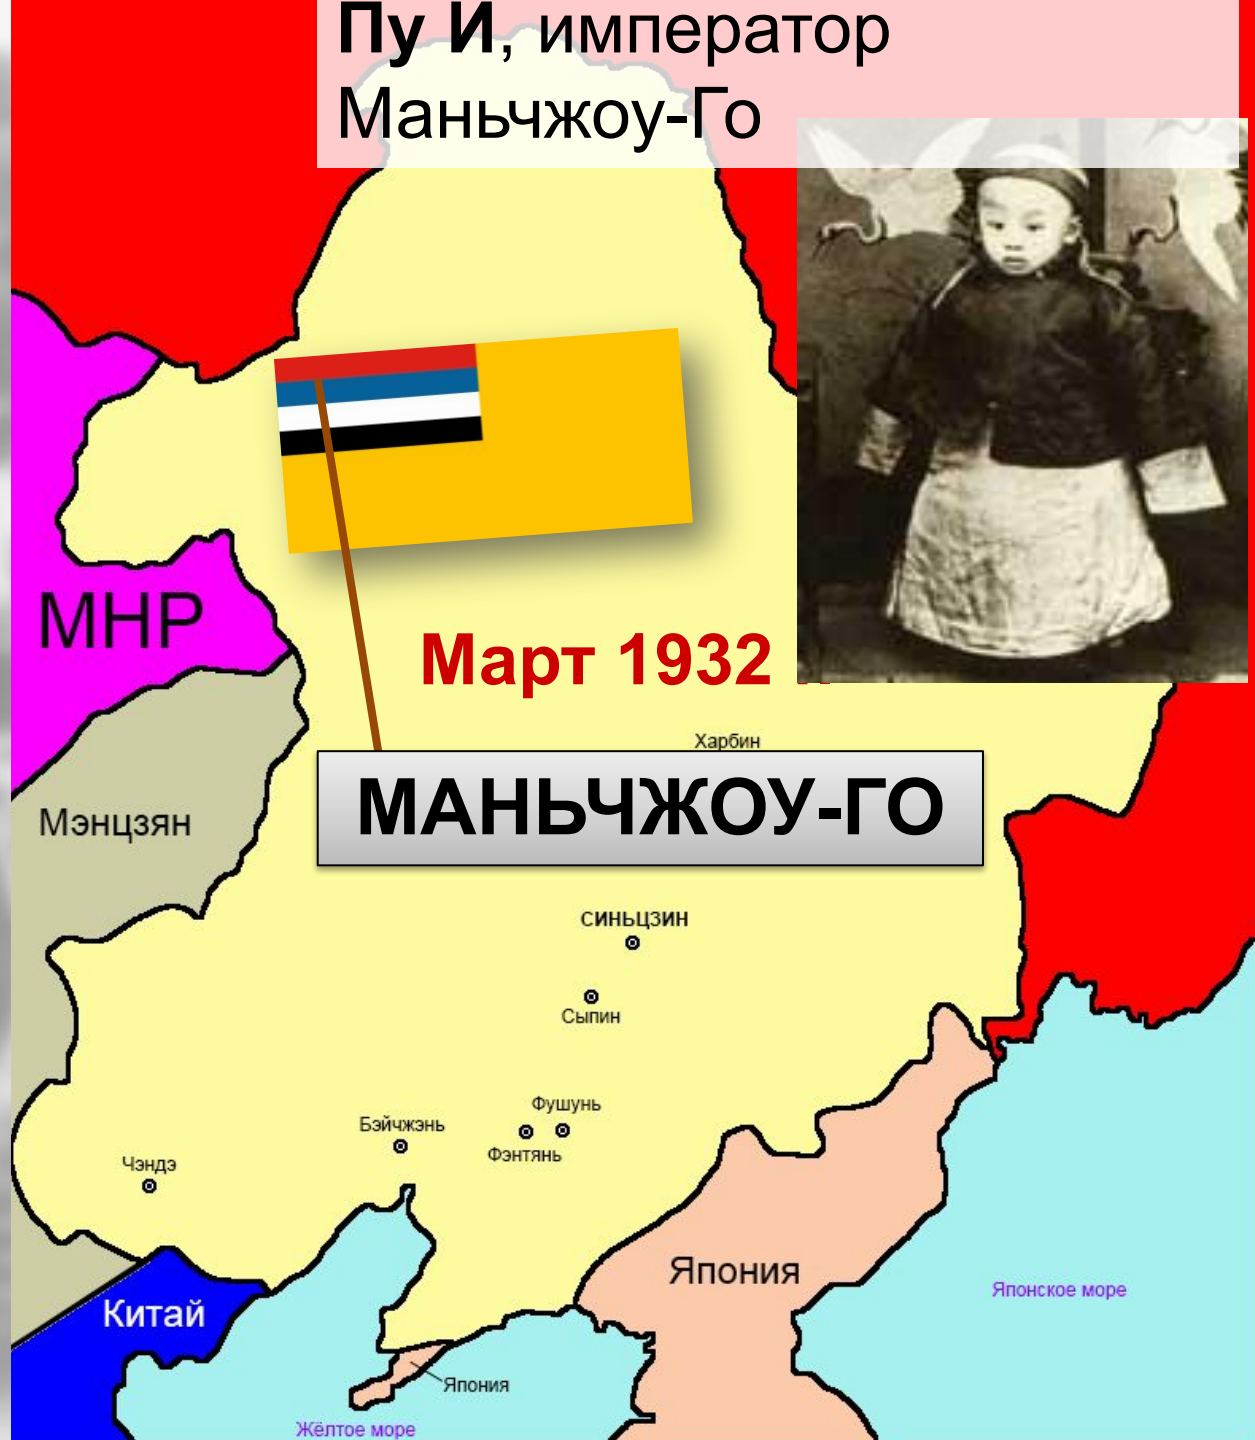 Пу И, император
Маньчжоу-Го
МНР
Март 1932
Харбин
МАНЬЧЖОУ-ГО
Мэнцзян
СИНЬЦЗИН
Сыпин
Фушунь
Бэйчжэнь
Фэнтянь
Чэндэ
Япония
Японское море
Китай
Япония
Жёлтое море